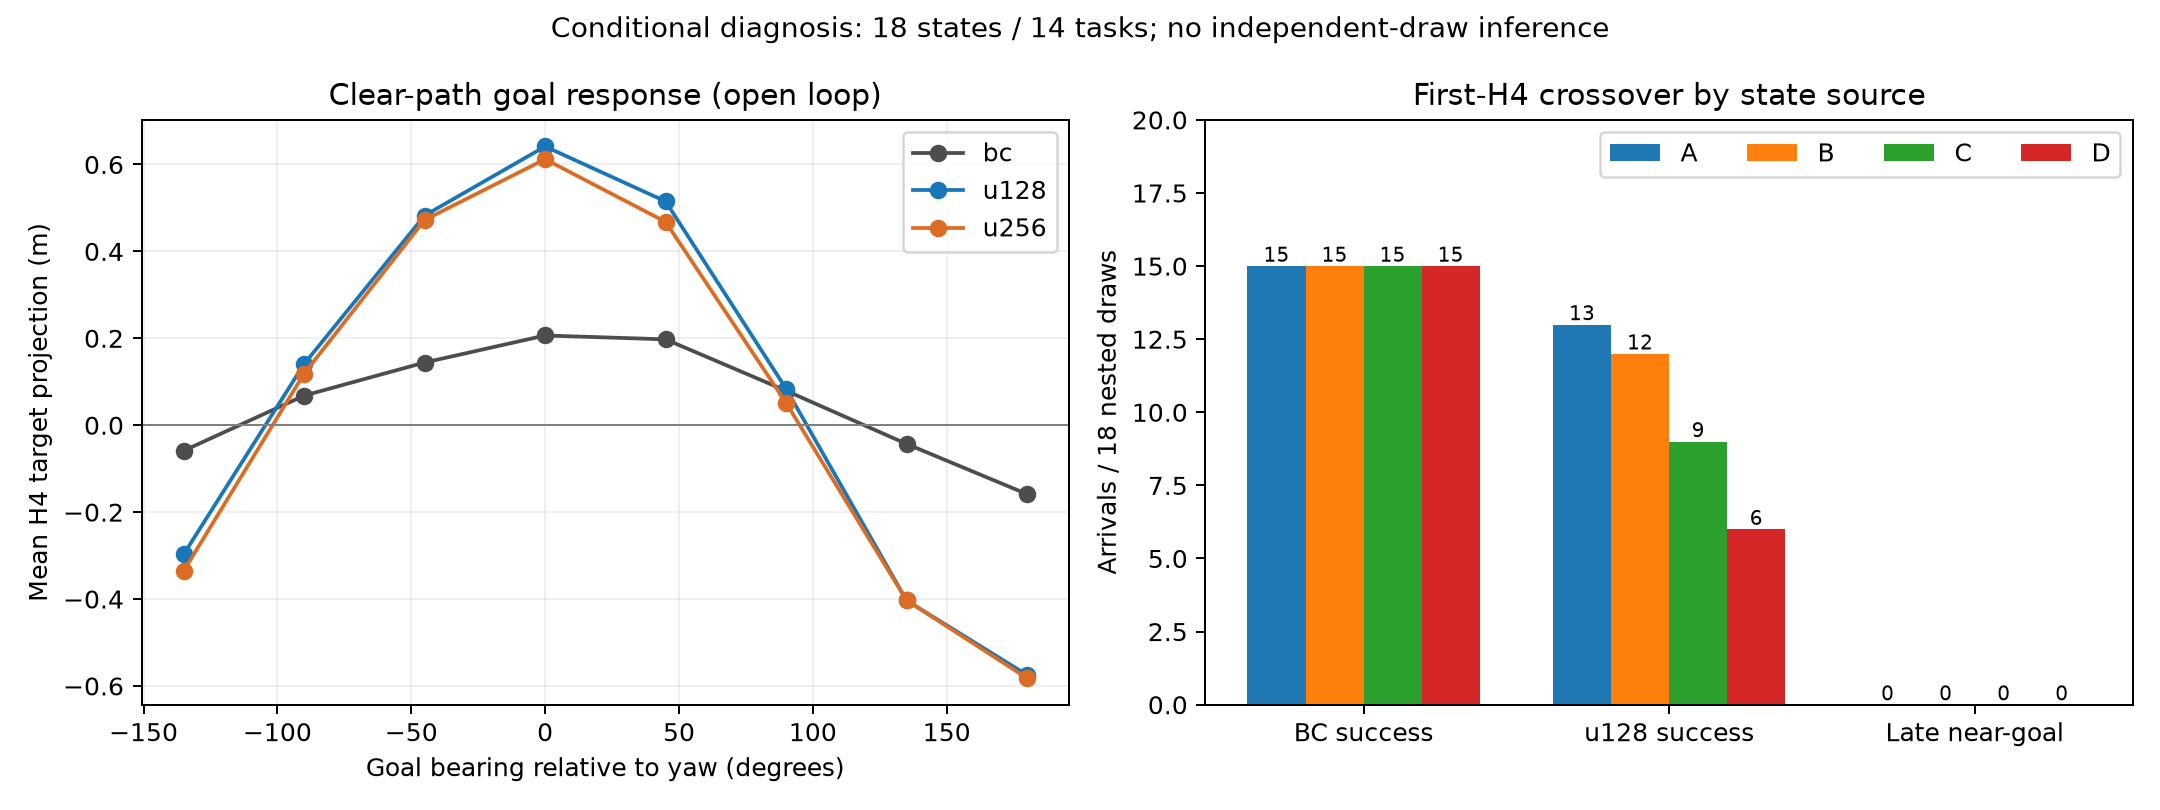 Conditional diagnosis: 18 states / 14 tasks; no independent-draw inference
Clear-path goal response (open loop)
Mean H4 target projection (m)
0.6
0.4
0.2
0.0
−0.2
−0.4
−0.6
bc
u128
u256
−150
−100
−50
0
50
100
150
Goal bearing relative to yaw (degrees)
First-H4 crossover by state source
Arrivals / 18 nested draws
20.0
17.5
15.0
12.5
10.0
7.5
5.0
2.5
0.0
A B C D
15 15 15 15
13
12
9
6
0 0 0 0
BC success
u128 success
Late near-goal